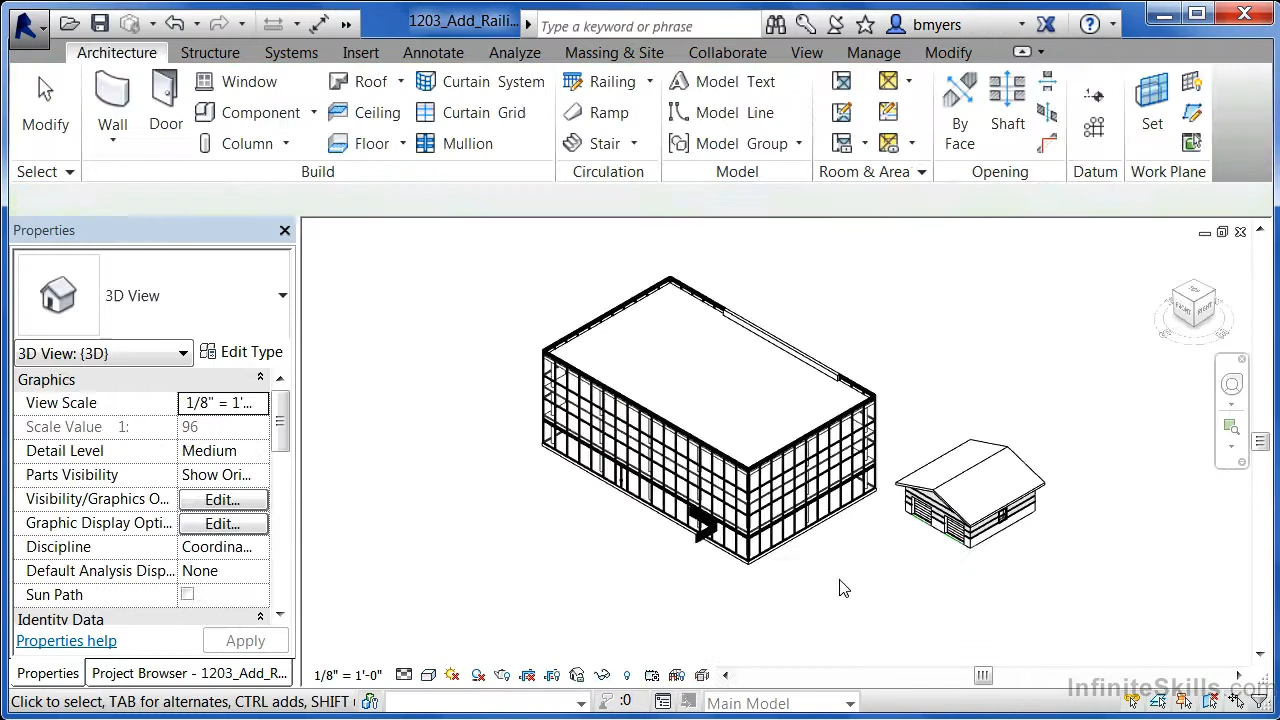 1203_Add_Raili...
Type a keyword or phrase
bmyers
Architecture Structure Systems Insert Annotate Analyze Massing & Site Collaborate View Manage Modify
Modify
Wall
Door
Window
Component
Column
Roof
Ceiling
Floor
Curtain System
Curtain Grid
Mullion
Railing
Ramp
Stair
Model Text
Model Line
Model Group
By
Face
Shaft
Set
Select Build Circulation Model Room & Area Opening Datum Work Plane
Properties
3D View
3D View: {3D}
Edit Type
Graphics
View Scale 1/8" = 1'...
Scale Value 1: 96
Detail Level Medium
Parts Visibility Show Ori...
Visibility/Graphics O... Edit...
Graphic Display Opti... Edit...
Discipline Coordina...
Default Analysis Disp... None
Sun Path
Identity Data
Properties help
Apply
Properties
Project Browser - 1203_Add_R...
1/8" = 1'-0"
TOP
FRONT
RIGHT
Click to select, TAB for alternates, CTRL adds, SHIFT
:0
Main Model
InfiniteSkills.com